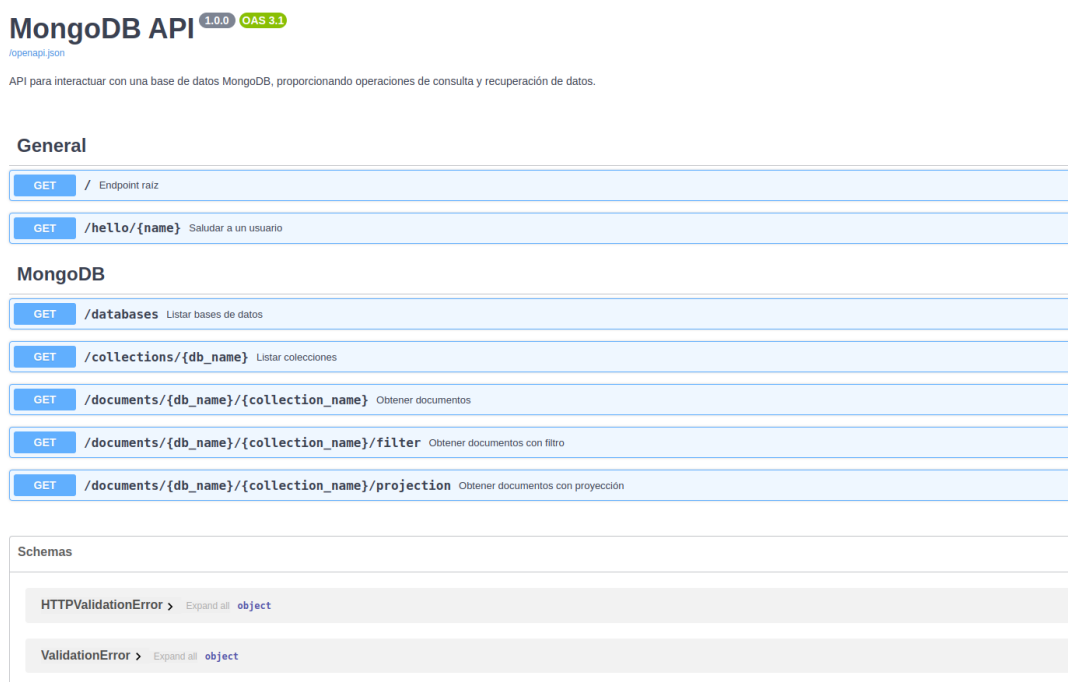 MongoDB API 1.0.0 OAS 3.1
/openapi.json
API para interactuar con una base de datos MongoDB, proporcionando operaciones de consulta y recuperación de datos.
General
GET / Endpoint raíz
GET /hello/{name} Saludar a un usuario
MongoDB
GET /databases Listar bases de datos
GET /collections/{db_name} Listar colecciones
GET /documents/{db_name}/{collection_name} Obtener documentos
GET /documents/{db_name}/{collection_name}/filter Obtener documentos con filtro
GET /documents/{db_name}/{collection_name}/projection Obtener documentos con proyección
Schemas
HTTPValidationError Expand all object
ValidationError Expand all object